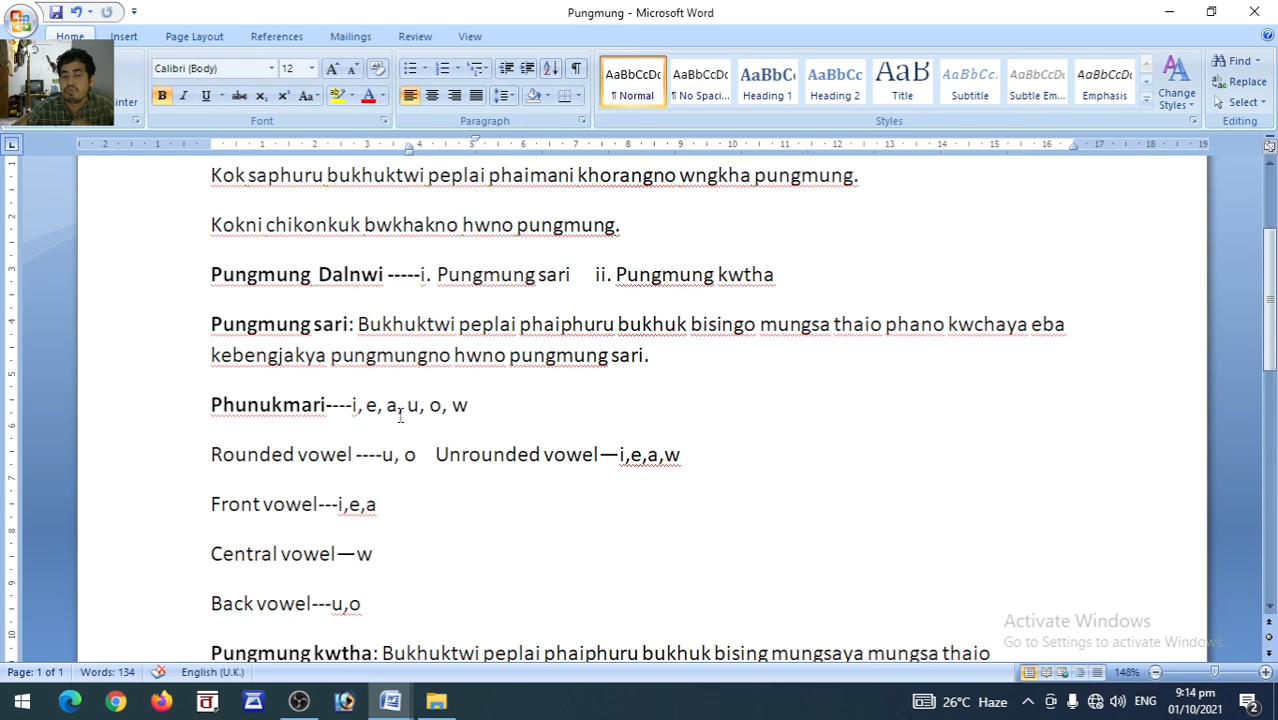 Pungmung - Microsoft Word
Home Insert Page Layout References Mailings Review View
Calibri (Body) 12
Font Paragraph Styles Editing
AaBbCcDc AaBbCcDc AaBbCc AaBbCc AaB AaBbCc. AaBbCcDc AaBbCcDc
¶ Normal ¶ No Spaci... Heading 1 Heading 2 Title Subtitle Subtle Em... Emphasis
Change Styles
Find
Replace
Select
Kok saphuru bukhuktwi peplai phaimani khorangno wngkha pungmung.
Kokni chikonkuk bwkhakno hwno pungmung.
Pungmung Dalnwi -----i. Pungmung sari ii. Pungmung kwtha
Pungmung sari: Bukhuktwi peplai phaiphuru bukhuk bisingo mungsa thaio phano kwchaya eba
kebengjakya pungmungno hwno pungmung sari.
Phunukmari----i, e, a, u, o, w
Rounded vowel ----u, o Unrounded vowel—i,e,a,w
Front vowel---i,e,a
Central vowel—w
Back vowel---u,o
Pungmung kwtha: Bukhuktwi peplai phaiphuru bukhuk bising mungsaya mungsa thaio
Activate Windows
Go to Settings to activate Windows.
Page: 1 of 1 Words: 134 English (U.K.) 148%
26°C Haze ENG 9:14 pm
01/10/2021